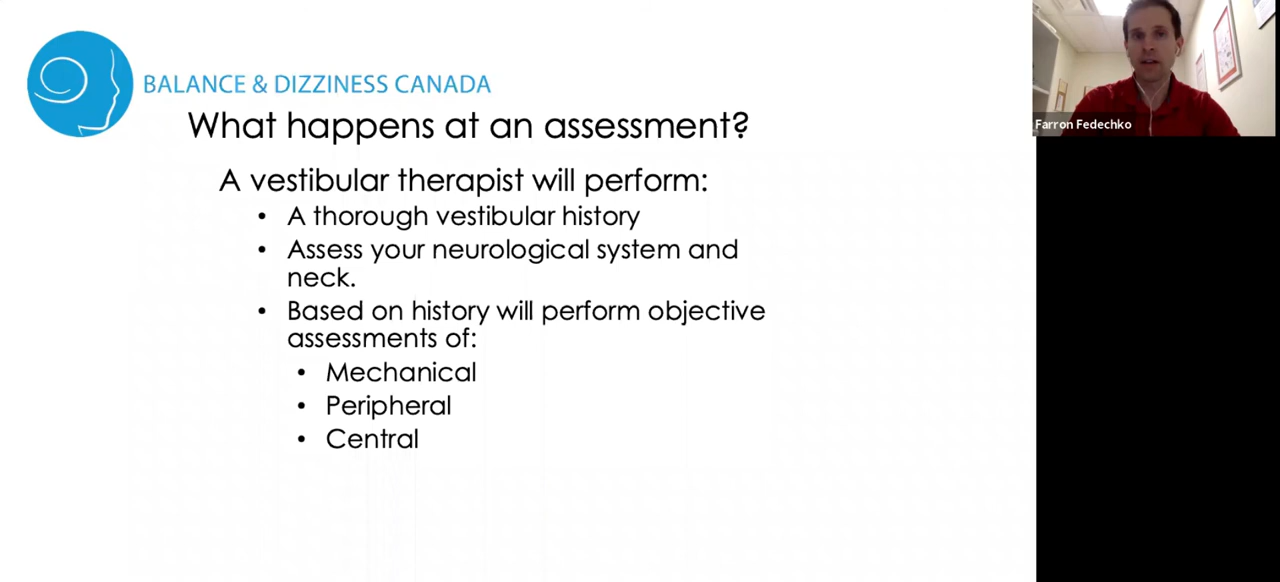 BALANCE & DIZZINESS CANADA
What happens at an assessment?
A vestibular therapist will perform:
• A thorough vestibular history
• Assess your neurological system and
neck.
• Based on history will perform objective
assessments of:
• Mechanical
• Peripheral
• Central
Farron Fedechko